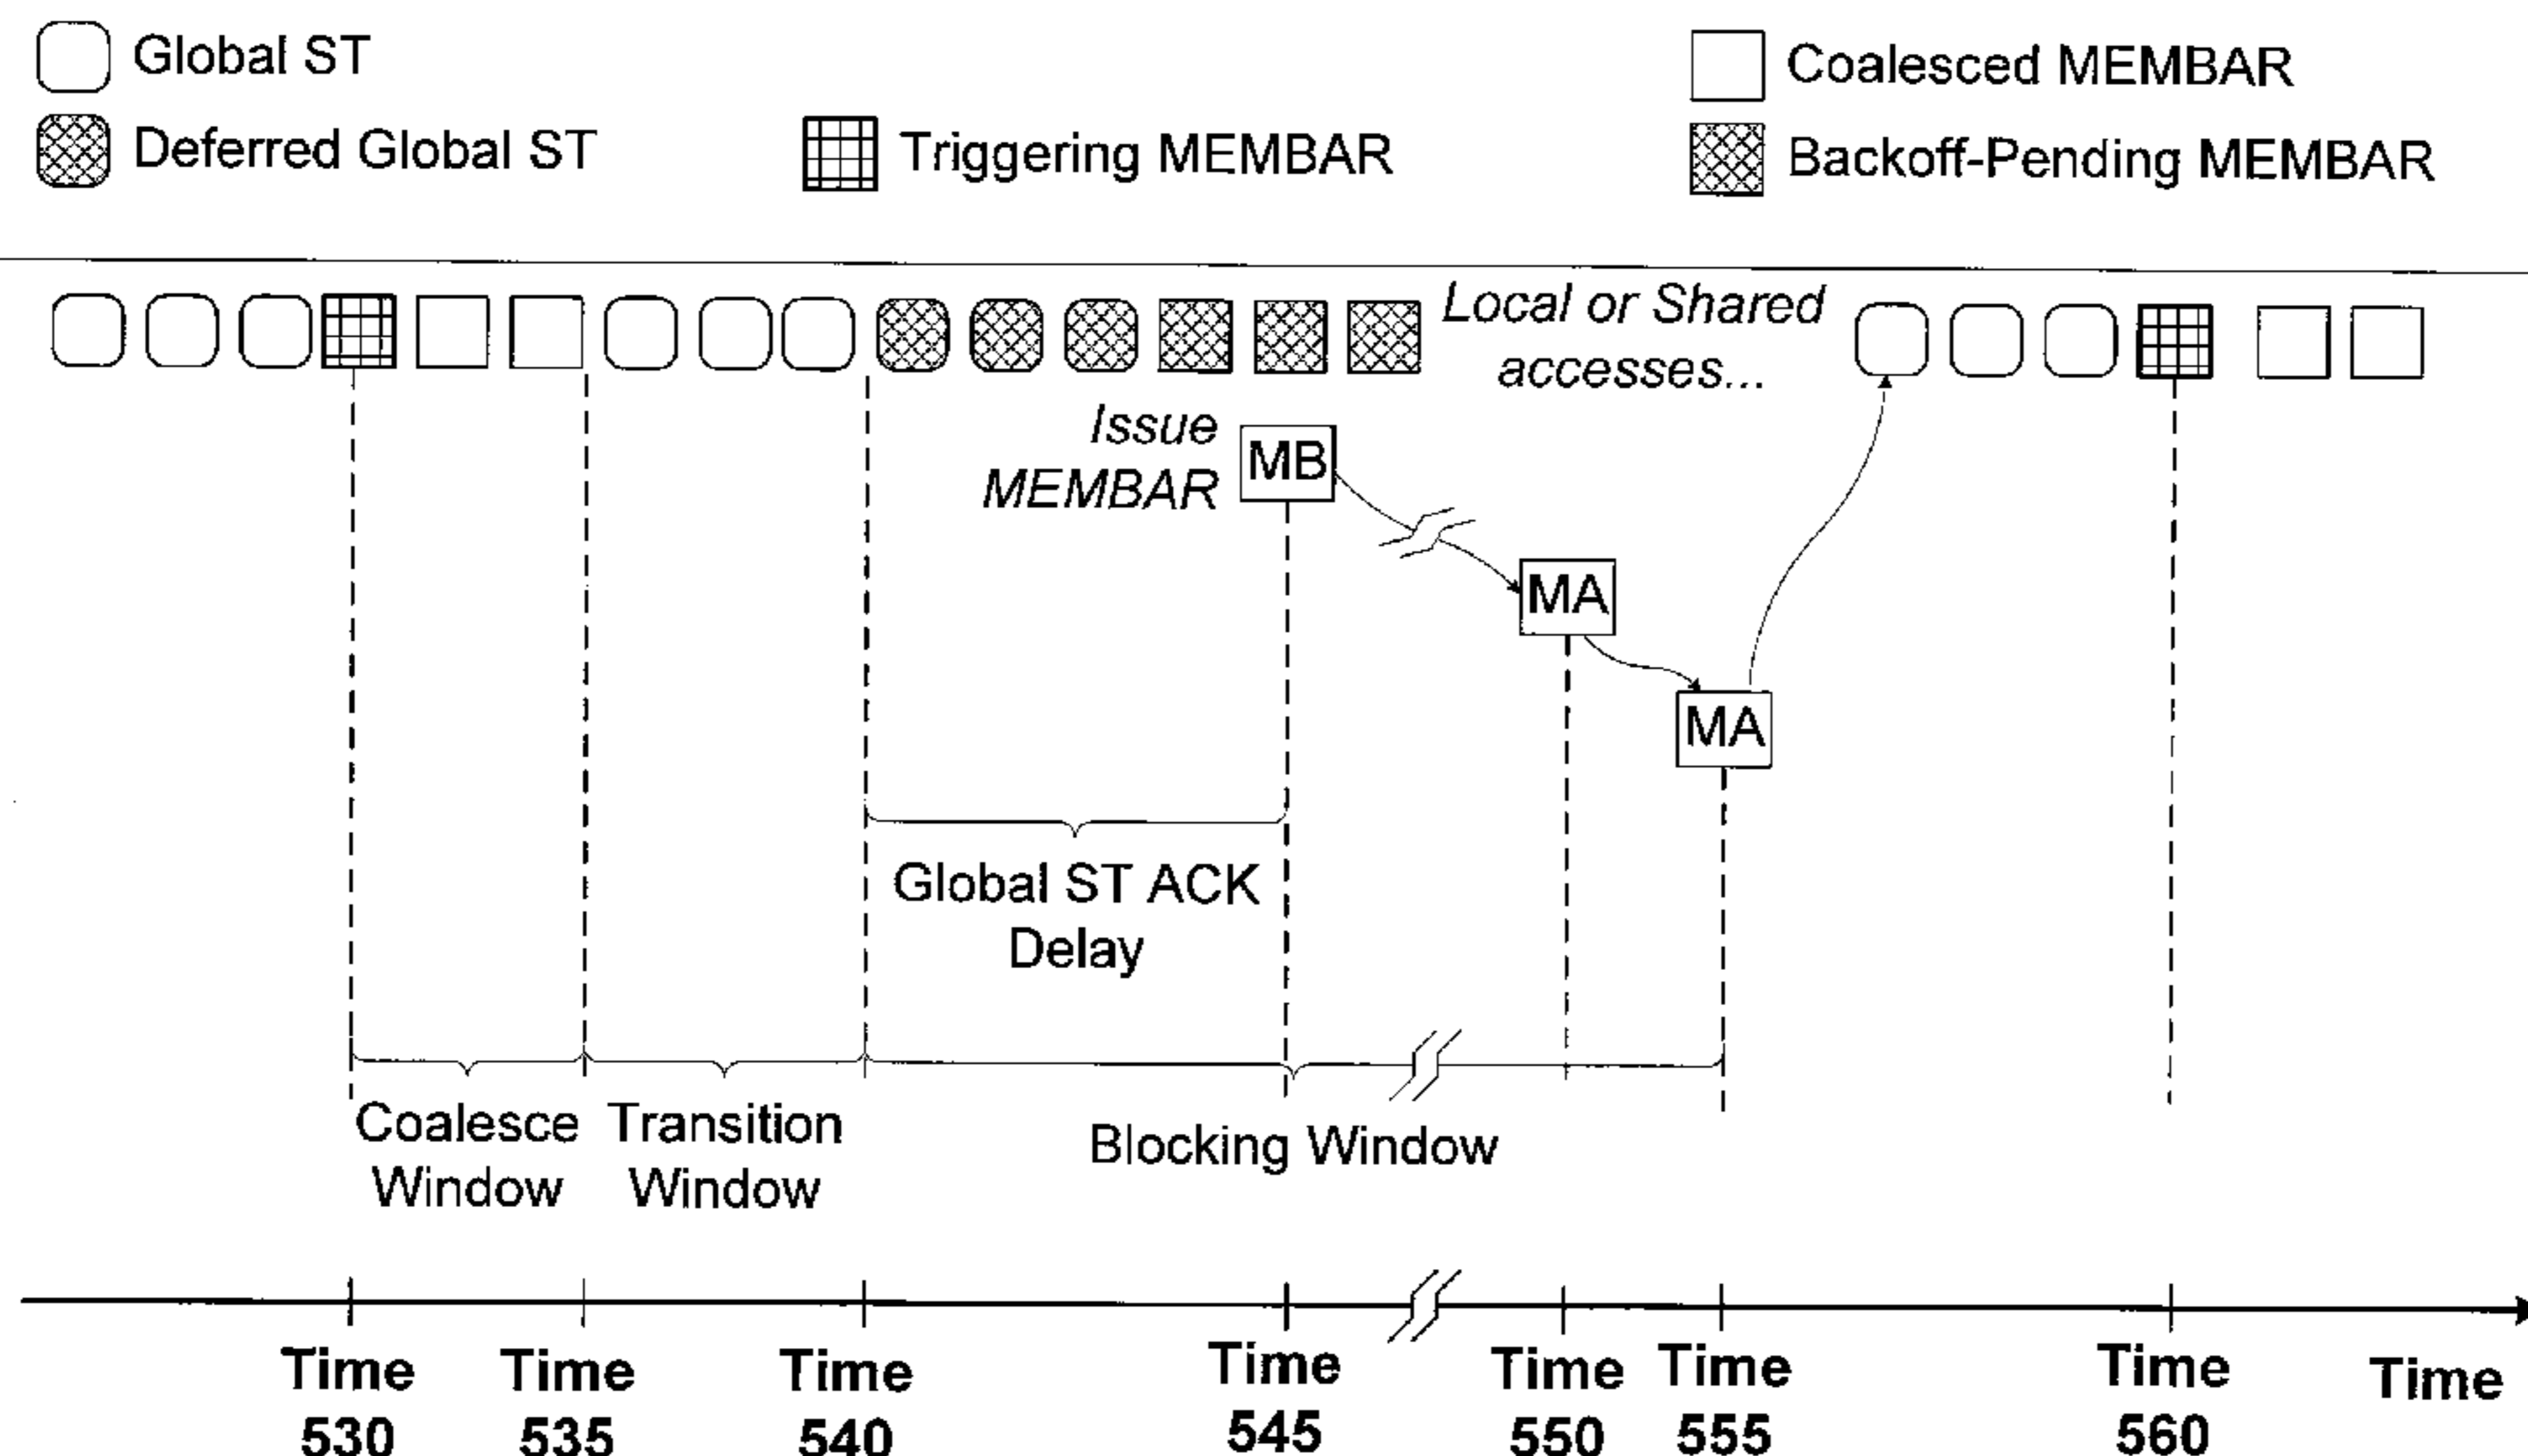 Global ST
Deferred Global ST
Triggering MEMBAR
Coalesced MEMBAR
Backoff-Pending MEMBAR
Local or Shared
accesses...
Issue
MEMBAR
MB
MA
MA
Global ST ACK
Delay
Coalesce
Window
Transition
Window
Blocking Window
Time
530
Time
535
Time
540
Time
545
Time
550
Time
555
Time
560
Time